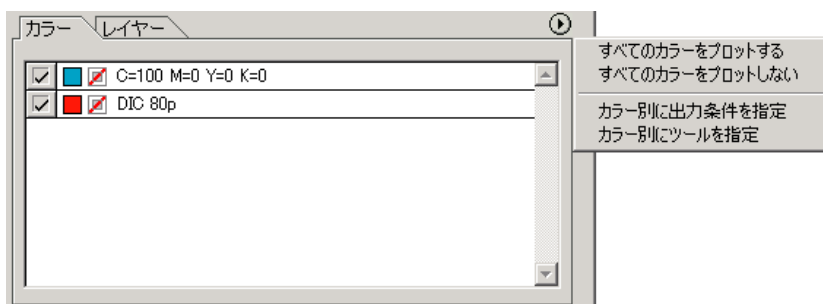 カラー レイヤー
すべてのカラーをプロットする
すべてのカラーをプロットしない
カラー別に出力条件を指定
カラー別にツールを指定
C=100 M=0 Y=0 K=0
DIC 80p